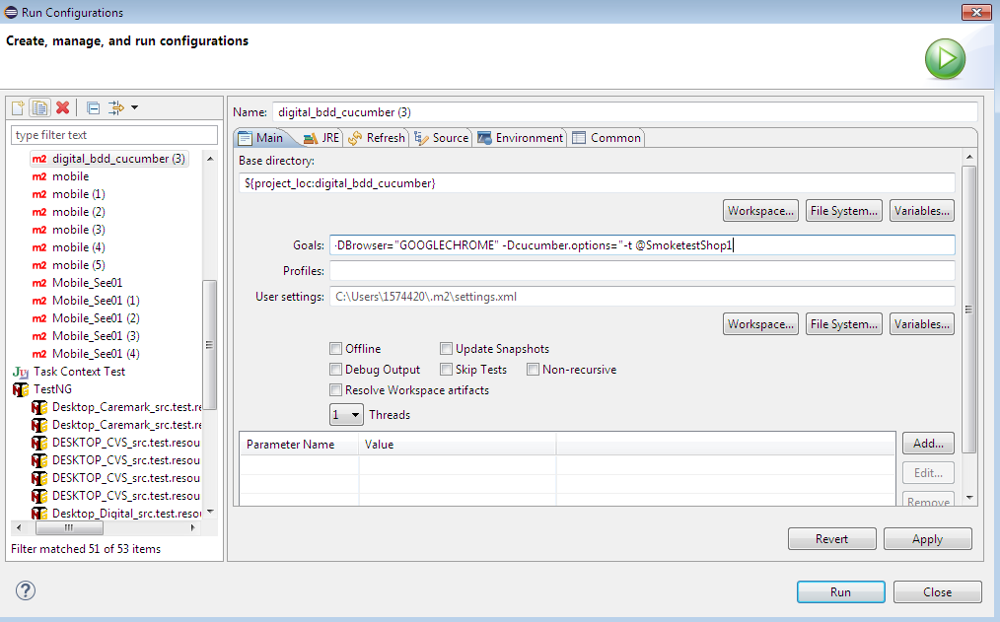 Run Configurations
Create, manage, and run configurations
type filter text
m2 digital_bdd_cucumber (3)
m2 mobile
m2 mobile (1)
m2 mobile (2)
m2 mobile (3)
m2 mobile (4)
m2 mobile (5)
m2 Mobile_See01
m2 Mobile_See01 (1)
m2 Mobile_See01 (2)
m2 Mobile_See01 (3)
m2 Mobile_See01 (4)
Ju Task Context Test
TestNG
Desktop_Caremark_src.test.re
Desktop_Caremark_src.test.re
DESKTOP_CVS_src.test.resou
DESKTOP_CVS_src.test.resou
DESKTOP_CVS_src.test.resou
DESKTOP_CVS_src.test.resou
Desktop_Digital_src.test.resou
Filter matched 51 of 53 items
Name: digital_bdd_cucumber (3)
Main JRE Refresh Source Environment Common
Base directory:
${project_loc:digital_bdd_cucumber}
Workspace... File System... Variables...
Goals: -DBrowser="GOOGLECHROME" -Dcucumber.options="-t @SmoketestShop1
Profiles:
User settings: C:\Users\1574420\.m2\settings.xml
Workspace... File System... Variables...
Offline Update Snapshots
Debug Output Skip Tests Non-recursive
Resolve Workspace artifacts
1 Threads
Parameter Name Value
Add...
Edit...
Remove
Revert Apply
? Run Close